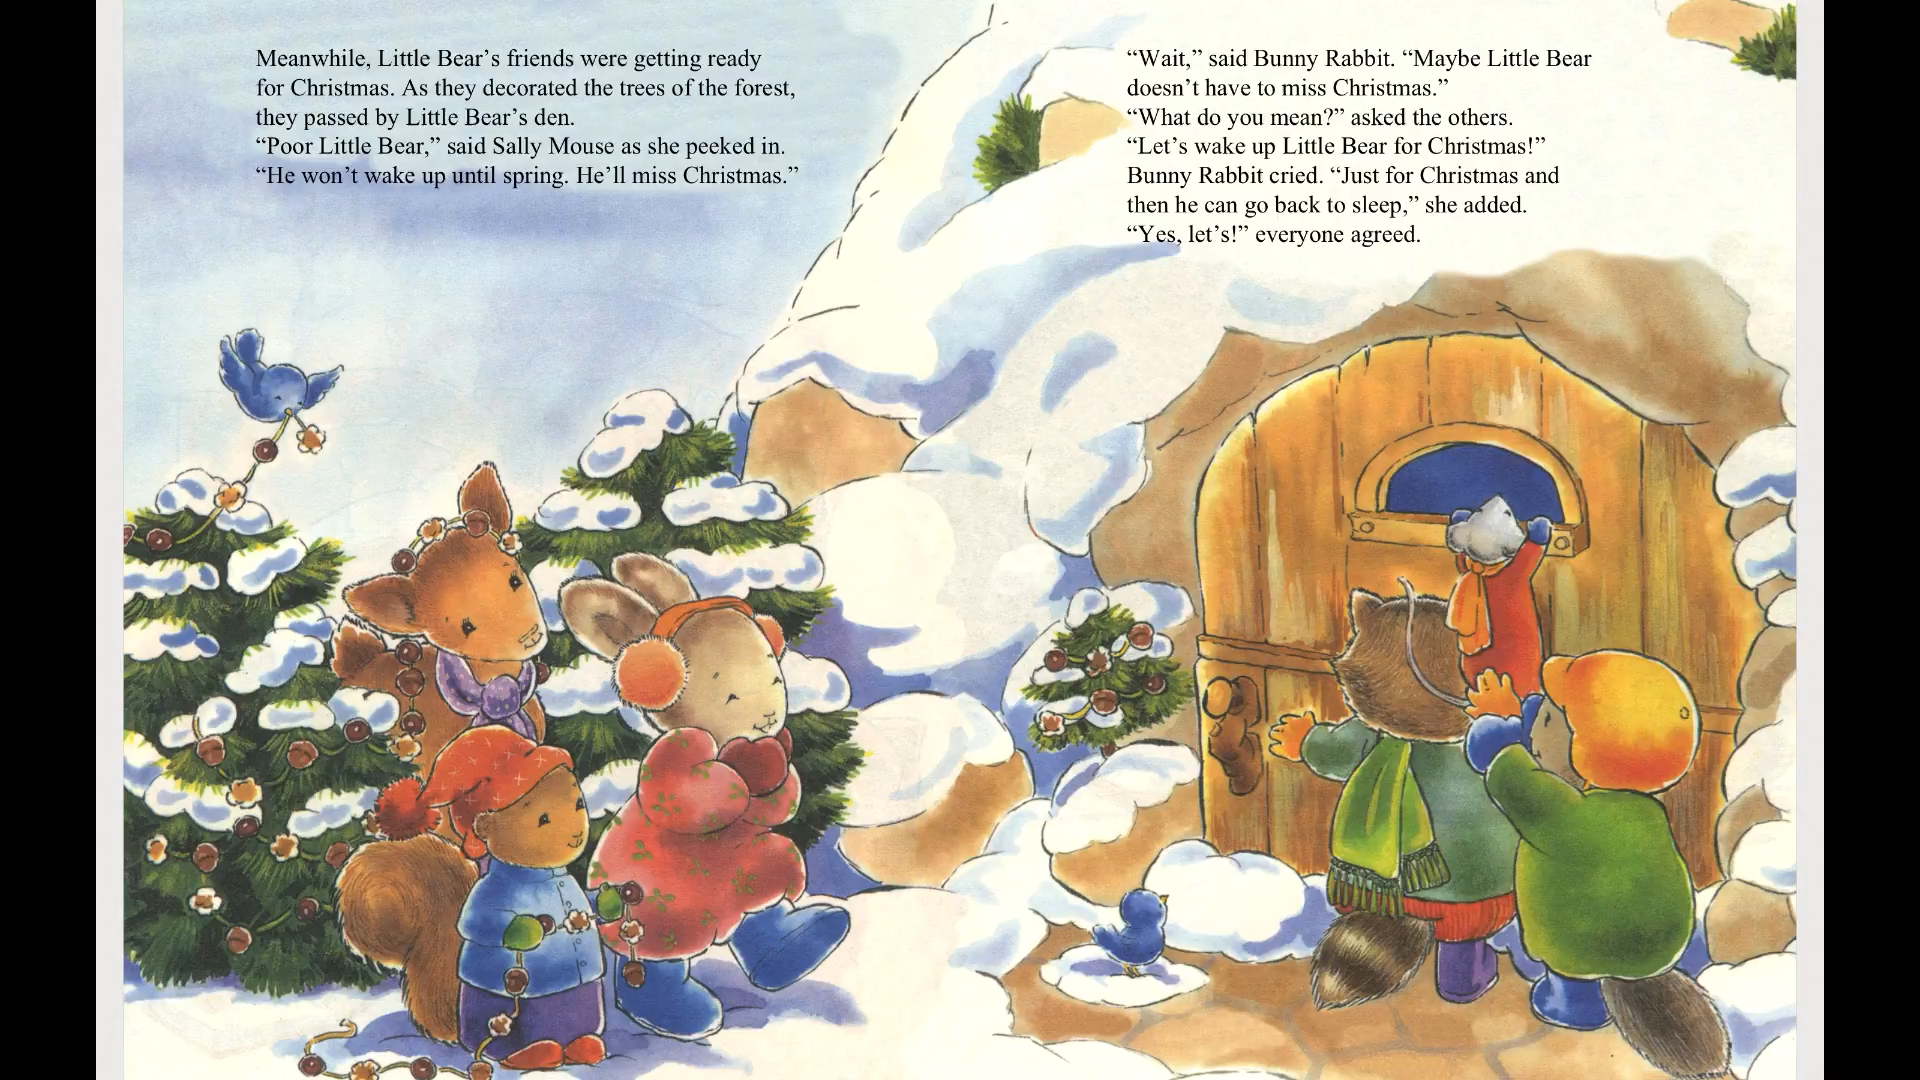 Meanwhile, Little Bear’s friends were getting ready
for Christmas. As they decorated the trees of the forest,
they passed by Little Bear’s den.
“Poor Little Bear,” said Sally Mouse as she peeked in.
“He won’t wake up until spring. He’ll miss Christmas.”
“Wait,” said Bunny Rabbit. “Maybe Little Bear
doesn’t have to miss Christmas.”
“What do you mean?” asked the others.
“Let’s wake up Little Bear for Christmas!”
Bunny Rabbit cried. “Just for Christmas and
then he can go back to sleep,” she added.
“Yes, let’s!” everyone agreed.